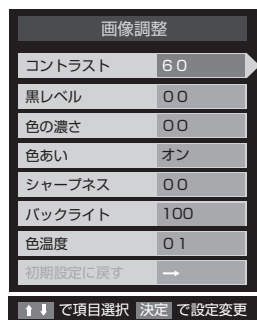 画像調整
コントラスト 60
黒レベル 00
色の濃さ 00
色あい オン
シャープネス 00
バックライト 100
色温度 01
初期設定に戻す →
⬆⬇ で項目選択 決定 で設定変更